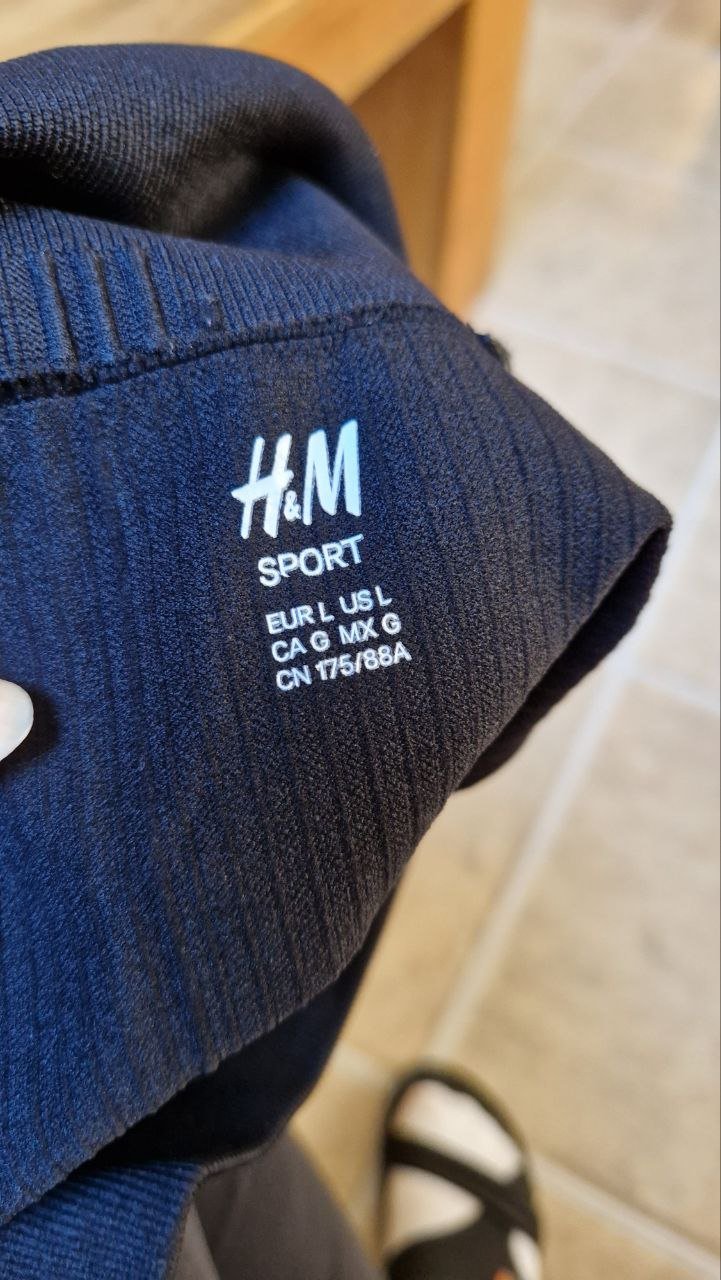 H&M
SPORT
EUR L US L
CA G MX G
CN 175/88A